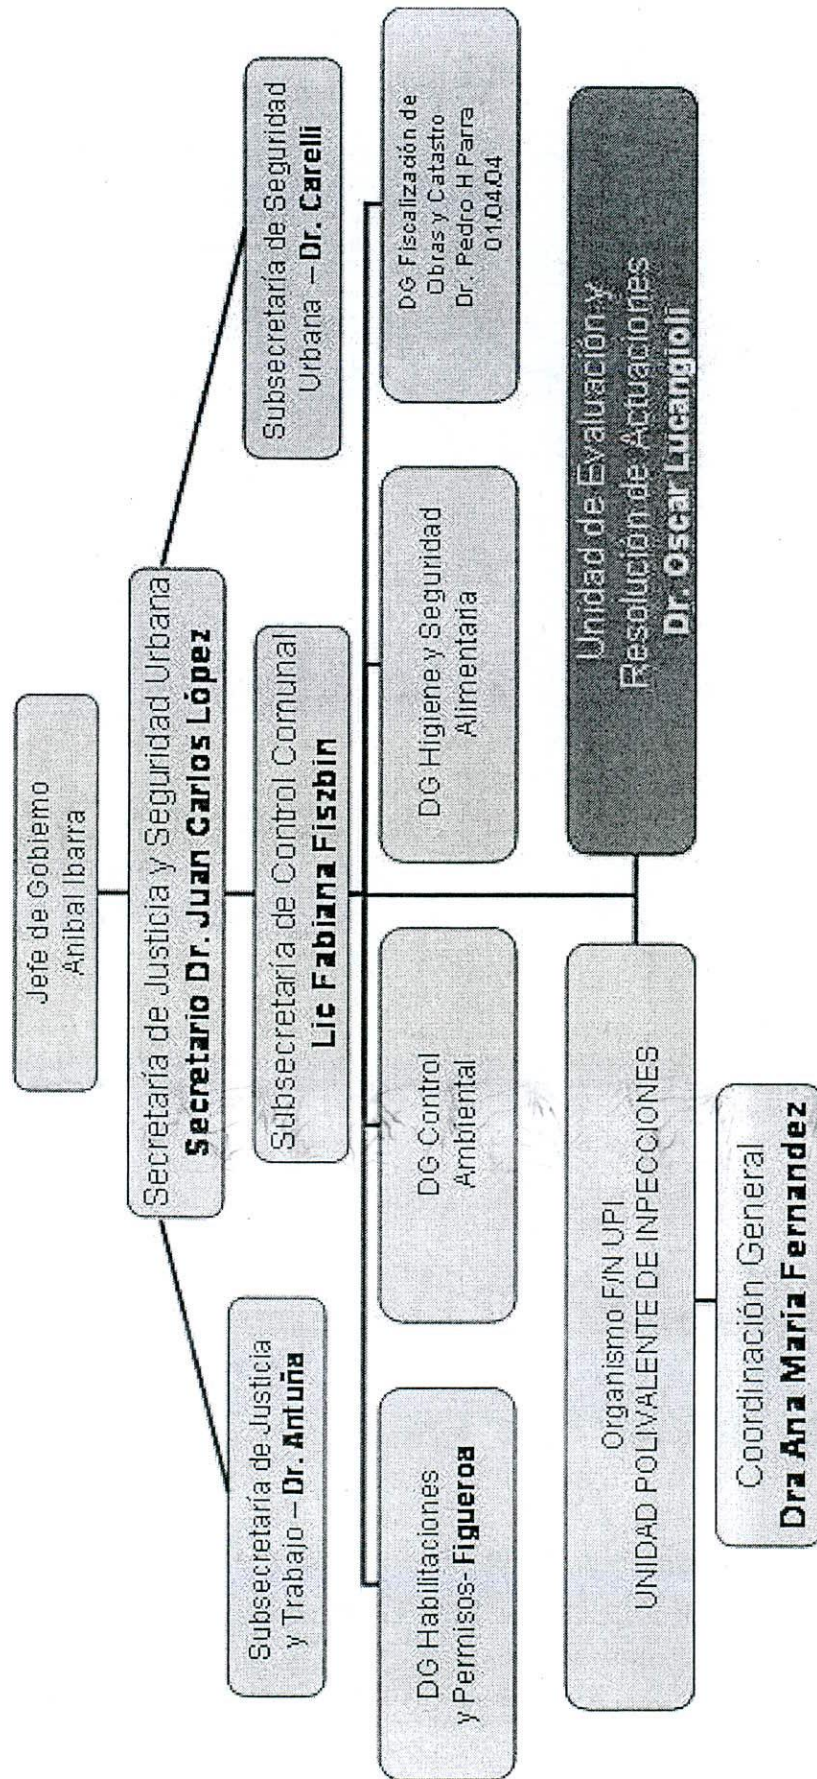 Jefe de Gobierno
Anibal Ibarra
Secretaría de Justicia y Seguridad Urbana
Secretario Dr. Juan Carlos López
Subsecretaría de Justicia
y Trabajo – Dr. Antuña
Subsecretaría de Control Comunal
Lic Fabiana Fiszbin
Subsecretaría de Seguridad
Urbana – Dr. Carelli
DG Habilitaciones
y Permisos- Figueroa
DG Control
Ambiental
DG Higiene y Seguridad
Alimentaria
DG Fiscalización de
Obras y Catastro
Dr, Pedro H Parra
01.04.04
Organismo F/N UPI
UNIDAD POLIVALENTE DE INPECCIONES
Unidad de Evaluación y
Resolución de Actuaciones
Dr. Oscar Lucangioli
Coordinación General
Dra Ana María Fernandez